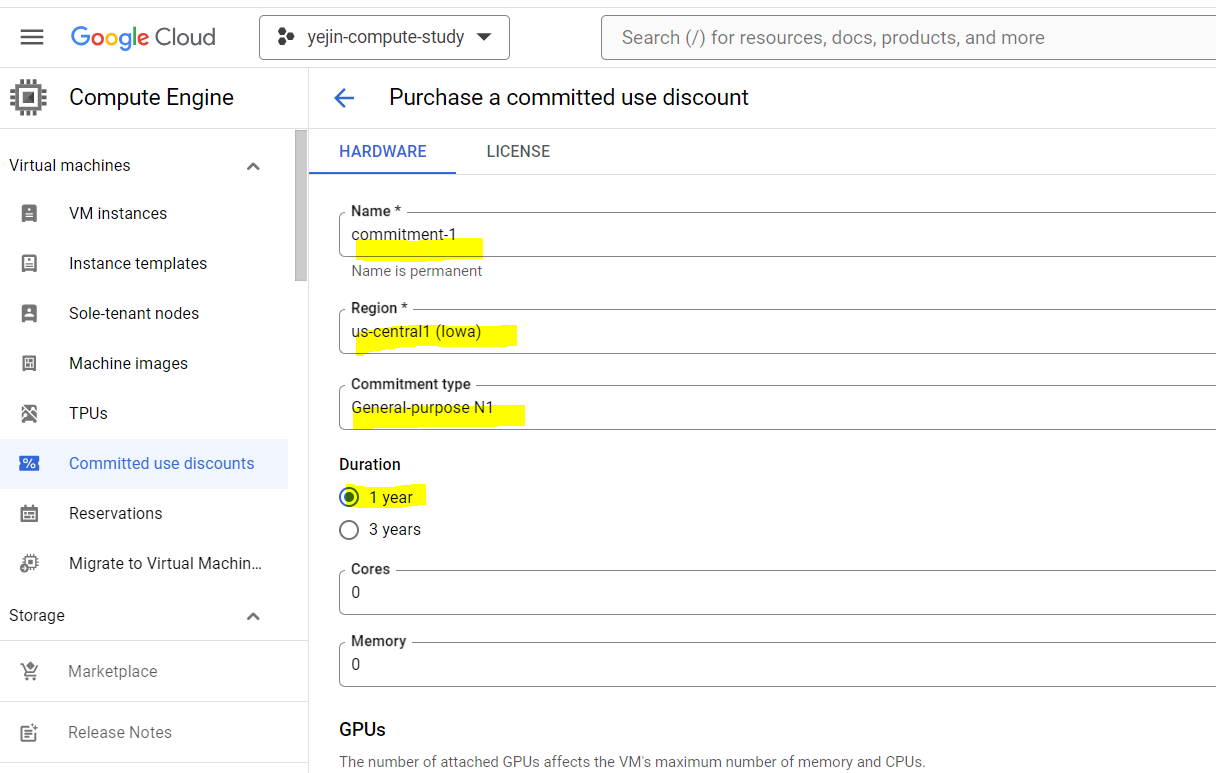 Google Cloud
yejin-compute-study
Search (/) for resources, docs, products, and more
Compute Engine
Purchase a committed use discount
HARDWARE
LICENSE
Virtual machines
VM instances
Instance templates
Sole-tenant nodes
Machine images
TPUs
Committed use discounts
Reservations
Migrate to Virtual Machin...
Storage
Marketplace
Release Notes
Name *
commitment-1
Name is permanent
Region *
us-central1 (Iowa)
Commitment type
General-purpose N1
Duration
1 year
3 years
Cores
0
Memory
0
GPUs
The number of attached GPUs affects the VM's maximum number of memory and CPUs.